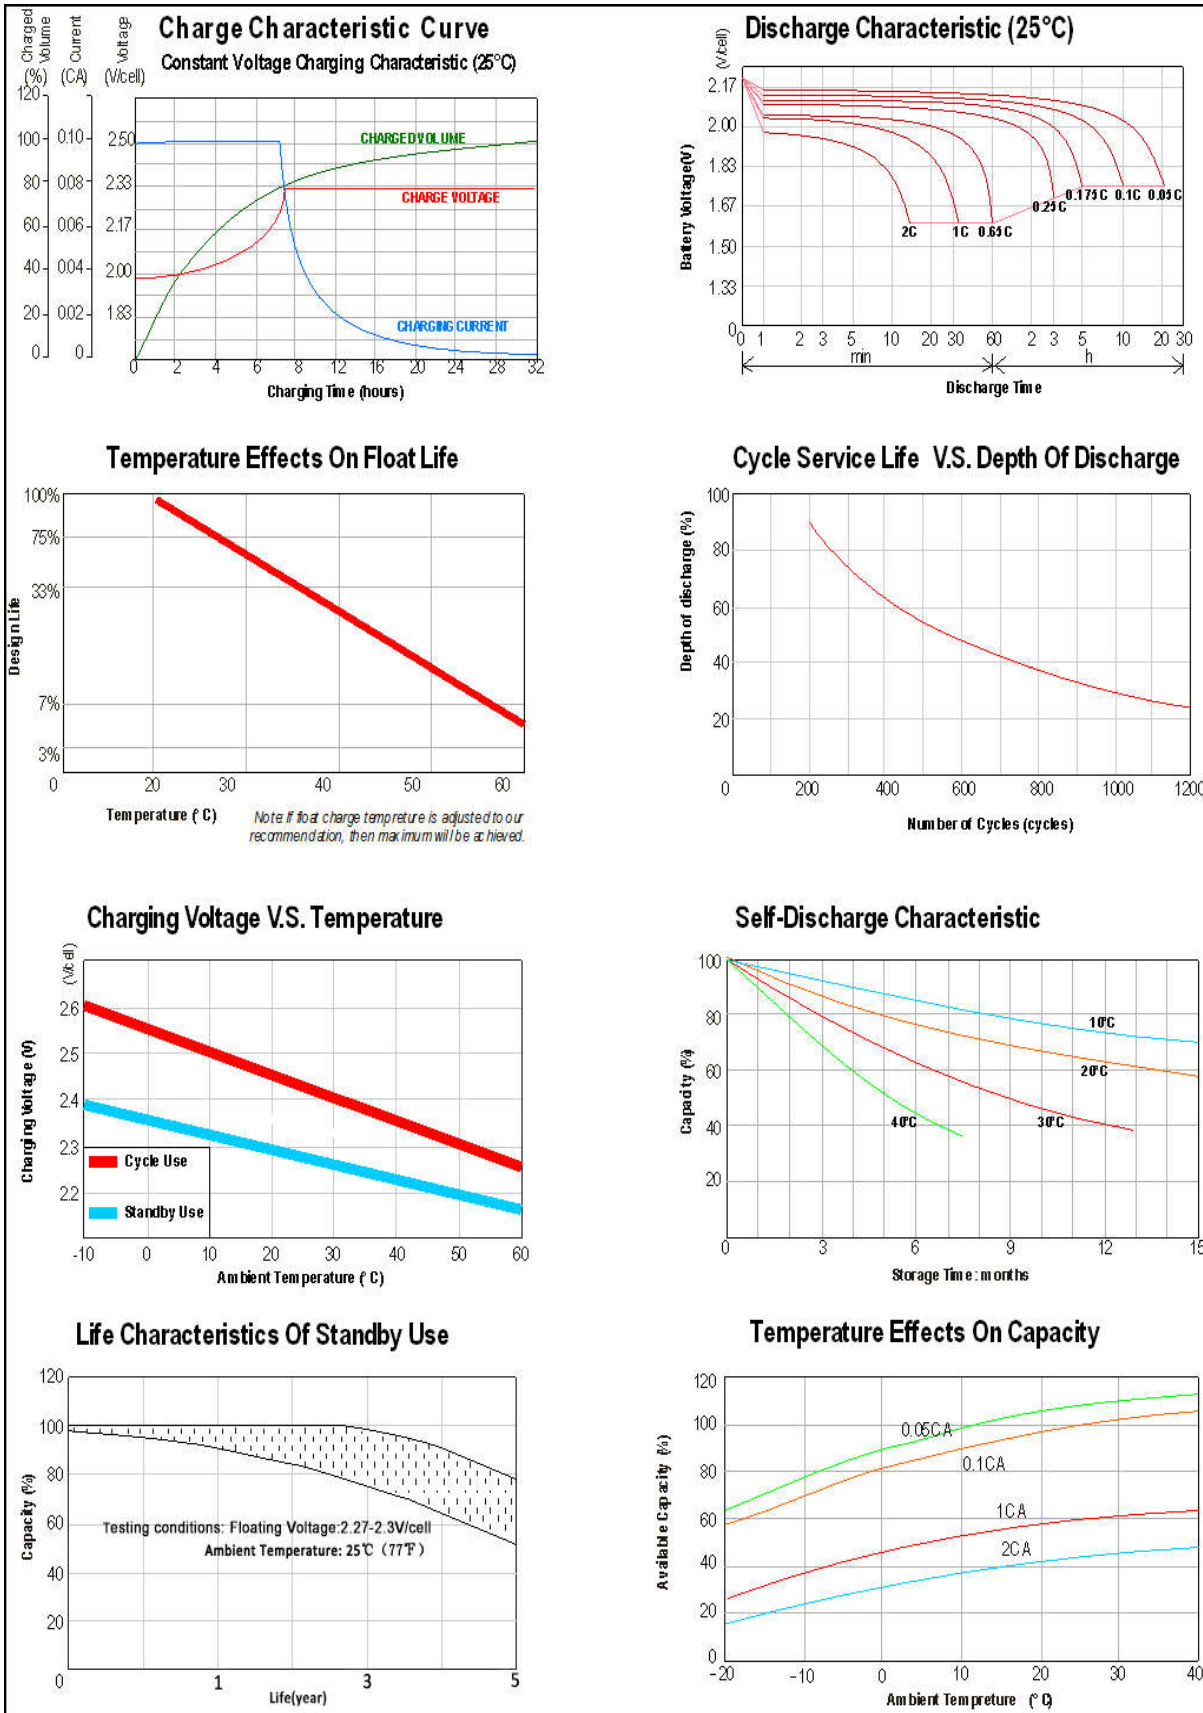 Charge Characteristic Curve
Constant Voltage Charging Characteristic (25°C)
Charged Volume
(%)
Current
(CA)
Voltage
(V/cell)
120
100
80
60
40
20
0
0.10
0.08
0.06
0.04
0.02
0
2.50
2.33
2.17
2.00
1.83
CHARGED VOLUME
CHARGE VOLTAGE
CHARGING CURRENT
0 2 4 6 8 12 16 20 24 28 32
Charging Time (hours)
Discharge Characteristic (25°C)
(V/cell)
Battery Voltage(V)
2.17
2.00
1.83
1.67
1.50
1.33
0
2C 1C 0.65C 0.25C 0.175C 0.1C 0.05C
0 1 2 3 5 10 20 30 60 2 3 5 10 20 30
min h
Discharge Time
Temperature Effects On Float Life
Design Life
100%
75%
33%
7%
3%
0 20 30 40 50 60
Temperature (°C)
Note: If float charge tempreture is adjusted to our
recommendation, then maximum will be achieved.
Cycle Service Life V.S. Depth Of Discharge
Depth of discharge (%)
100
80
60
40
20
0 200 400 600 800 1000 1200
Number of Cycles (cycles)
Charging Voltage V.S. Temperature
(V/cell)
Charging Voltage (V)
2.6
2.5
2.4
2.3
2.2
Cycle Use
Standby Use
-10 0 10 20 30 40 50 60
Ambient Temperature (°C)
Self-Discharge Characteristic
Capacity (%)
100
80
60
40
20
10°C
20°C
30°C
40°C
0 3 6 9 12 15
Storage Time: months
Life Characteristics Of Standby Use
Capacity (%)
120
100
80
60
40
20
0
Testing conditions: Floating Voltage:2.27-2.3V/cell
Ambient Temperature: 25℃（77℉）
1 3 5
Life(year)
Temperature Effects On Capacity
Available Capacity (%)
120
100
80
60
40
20
0
0.05CA
0.1CA
1CA
2CA
-20 -10 0 10 20 30 40
Ambient Tempreture (°C)